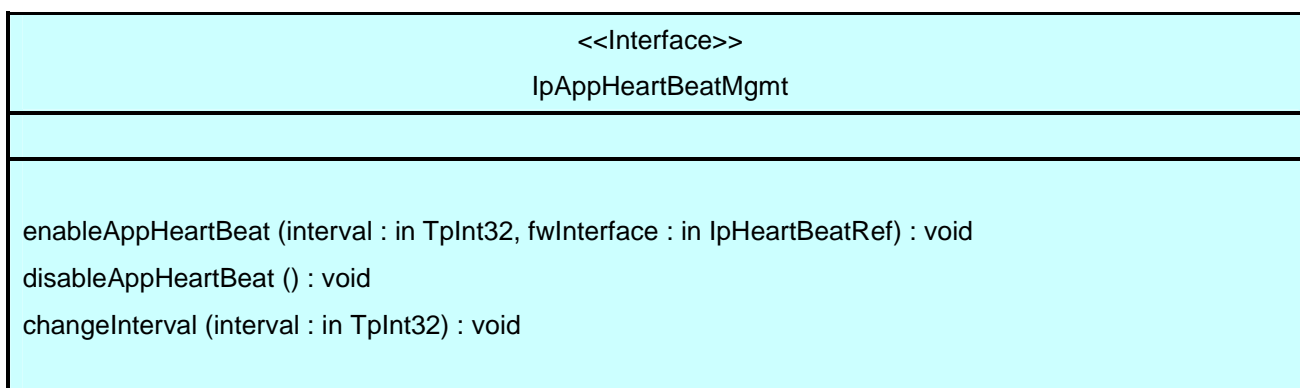 <<Interface>>
IpAppHeartBeatMgmt
enableAppHeartBeat (interval : in TpInt32, fwInterface : in IpHeartBeatRef) : void
disableAppHeartBeat () : void
changeInterval (interval : in TpInt32) : void